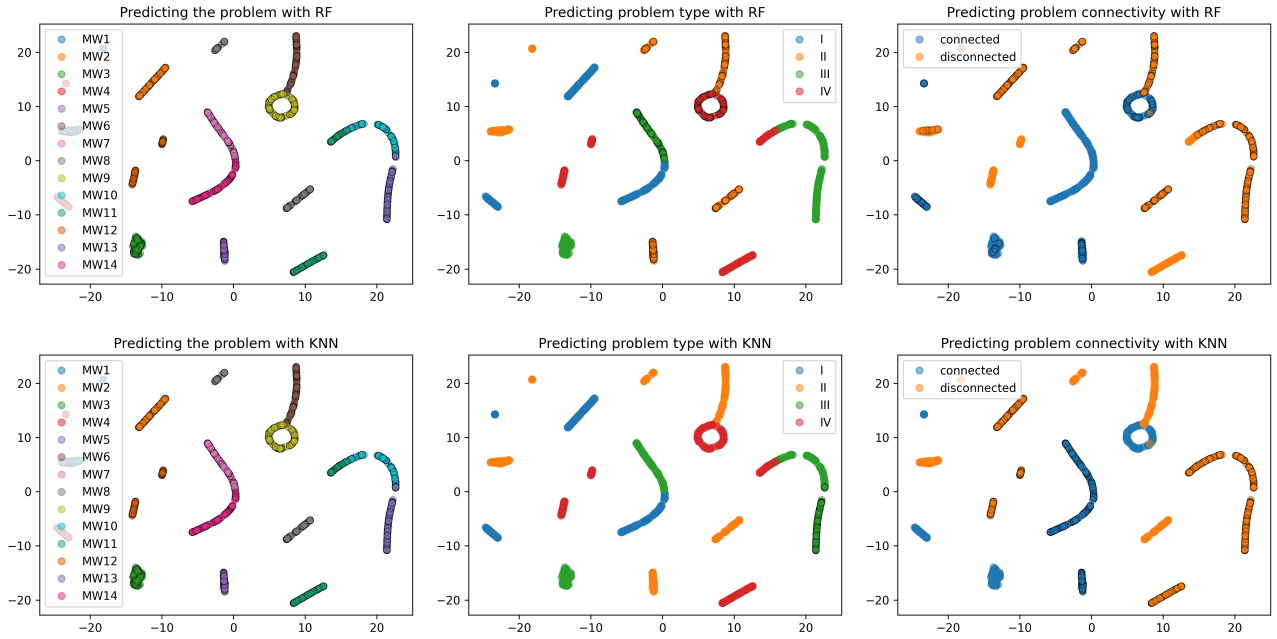 Predicting the problem with RF
MW1
MW2
MW3
MW4
MW5
MW6
MW7
MW8
MW9
MW10
MW11
MW12
MW13
MW14
20
10
0
−10
−20
−20 −10 0 10 20
Predicting problem type with RF
I
II
III
IV
20
10
0
−10
−20
−20 −10 0 10 20
Predicting problem connectivity with RF
connected
disconnected
20
10
0
−10
−20
−20 −10 0 10 20
Predicting the problem with KNN
MW1
MW2
MW3
MW4
MW5
MW6
MW7
MW8
MW9
MW10
MW11
MW12
MW13
MW14
20
10
0
−10
−20
−20 −10 0 10 20
Predicting problem type with KNN
I
II
III
IV
20
10
0
−10
−20
−20 −10 0 10 20
Predicting problem connectivity with KNN
connected
disconnected
20
10
0
−10
−20
−20 −10 0 10 20